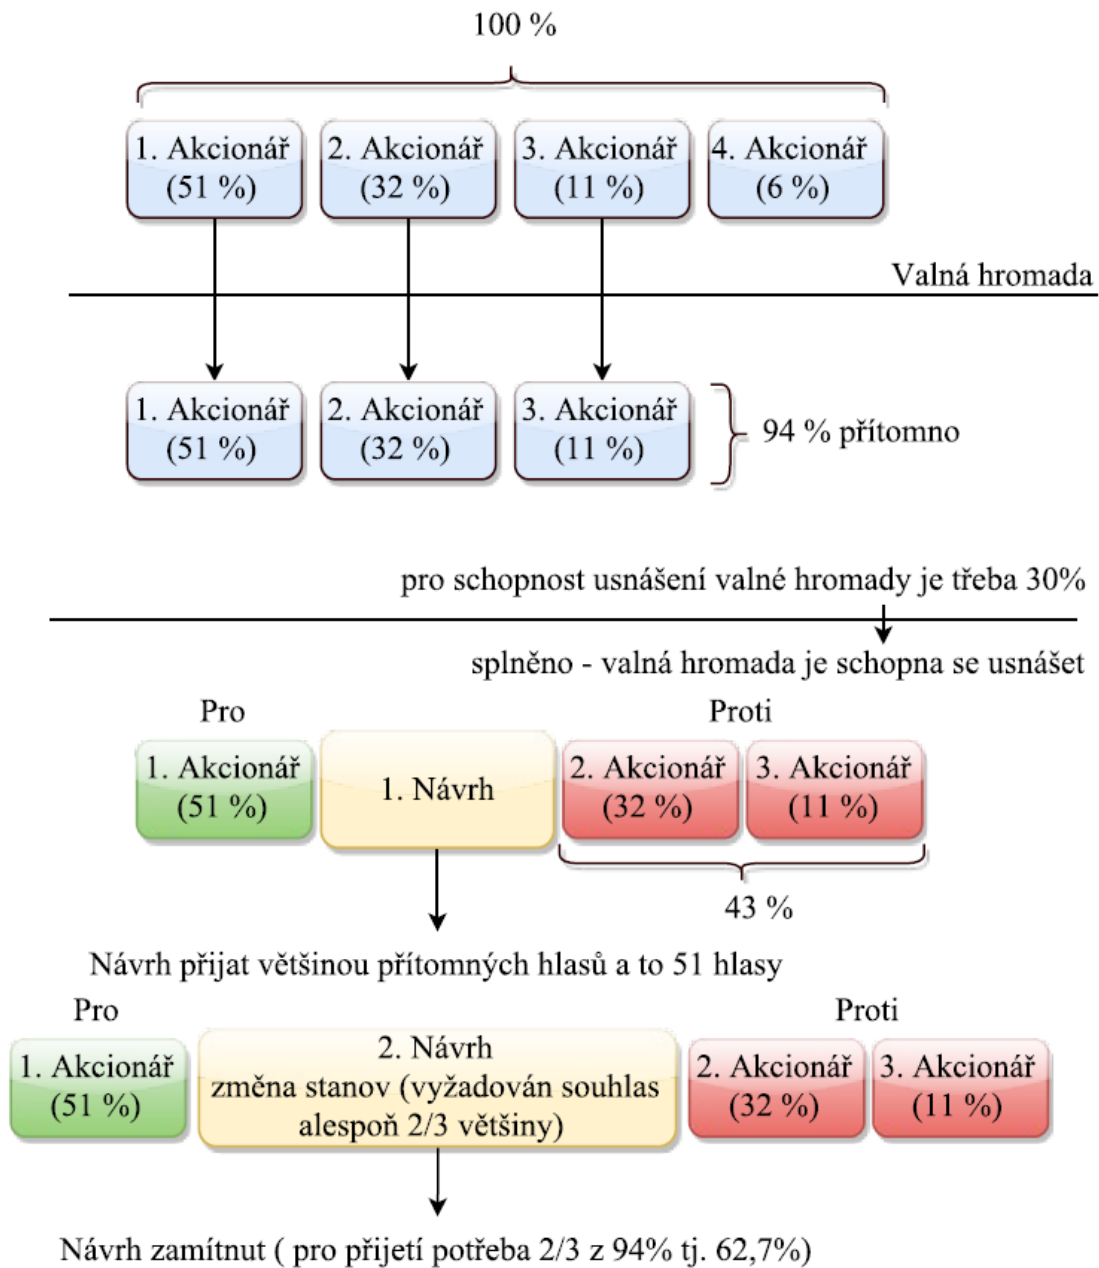 100 %
1. Akcionář
(51 %)
2. Akcionář
(32 %)
3. Akcionář
(11 %)
4. Akcionář
(6 %)
Valná hromada
1. Akcionář
(51 %)
2. Akcionář
(32 %)
3. Akcionář
(11 %)
94 % přítomno
pro schopnost usnášení valné hromady je třeba 30%
splněno - valná hromada je schopna se usnášet
Pro
Proti
1. Akcionář
(51 %)
1. Návrh
2. Akcionář
(32 %)
3. Akcionář
(11 %)
43 %
Návrh přijat většinou přítomných hlasů a to 51 hlasy
Pro
Proti
1. Akcionář
(51 %)
2. Návrh
změna stanov (vyžadován souhlas
alespoň 2/3 většiny)
2. Akcionář
(32 %)
3. Akcionář
(11 %)
Návrh zamítnut ( pro přijetí potřeba 2/3 z 94% tj. 62,7%)